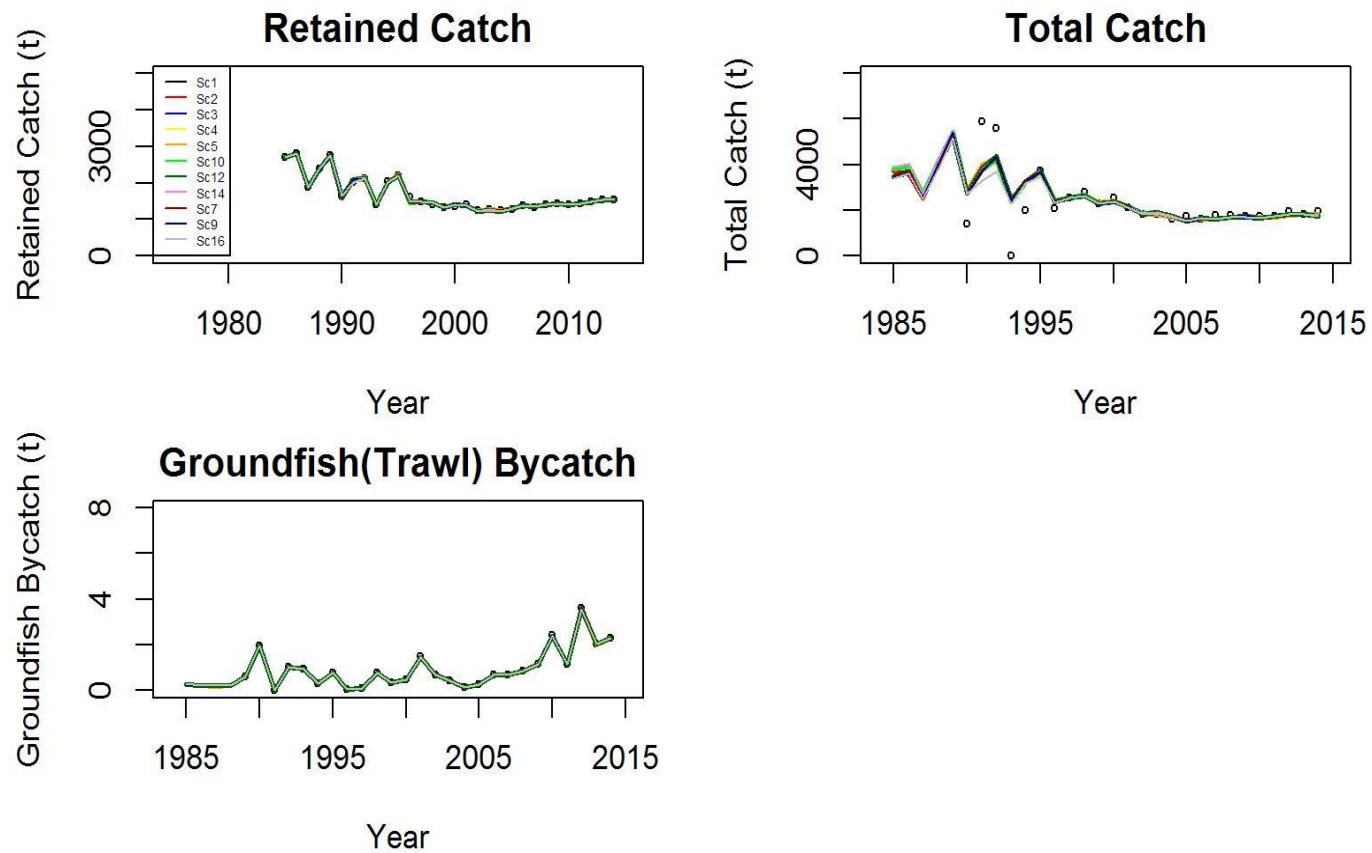 Retained Catch
Retained Catch (t)
3000
0
Sc1
Sc2
Sc3
Sc4
Sc5
Sc10
Sc12
Sc14
Sc7
Sc9
Sc16
1980 1990 2000 2010
Year
Total Catch
Total Catch (t)
4000
0
1985 1995 2005 2015
Year
Groundfish(Trawl) Bycatch
Groundfish Bycatch (t)
8
4
0
1985 1995 2005 2015
Year